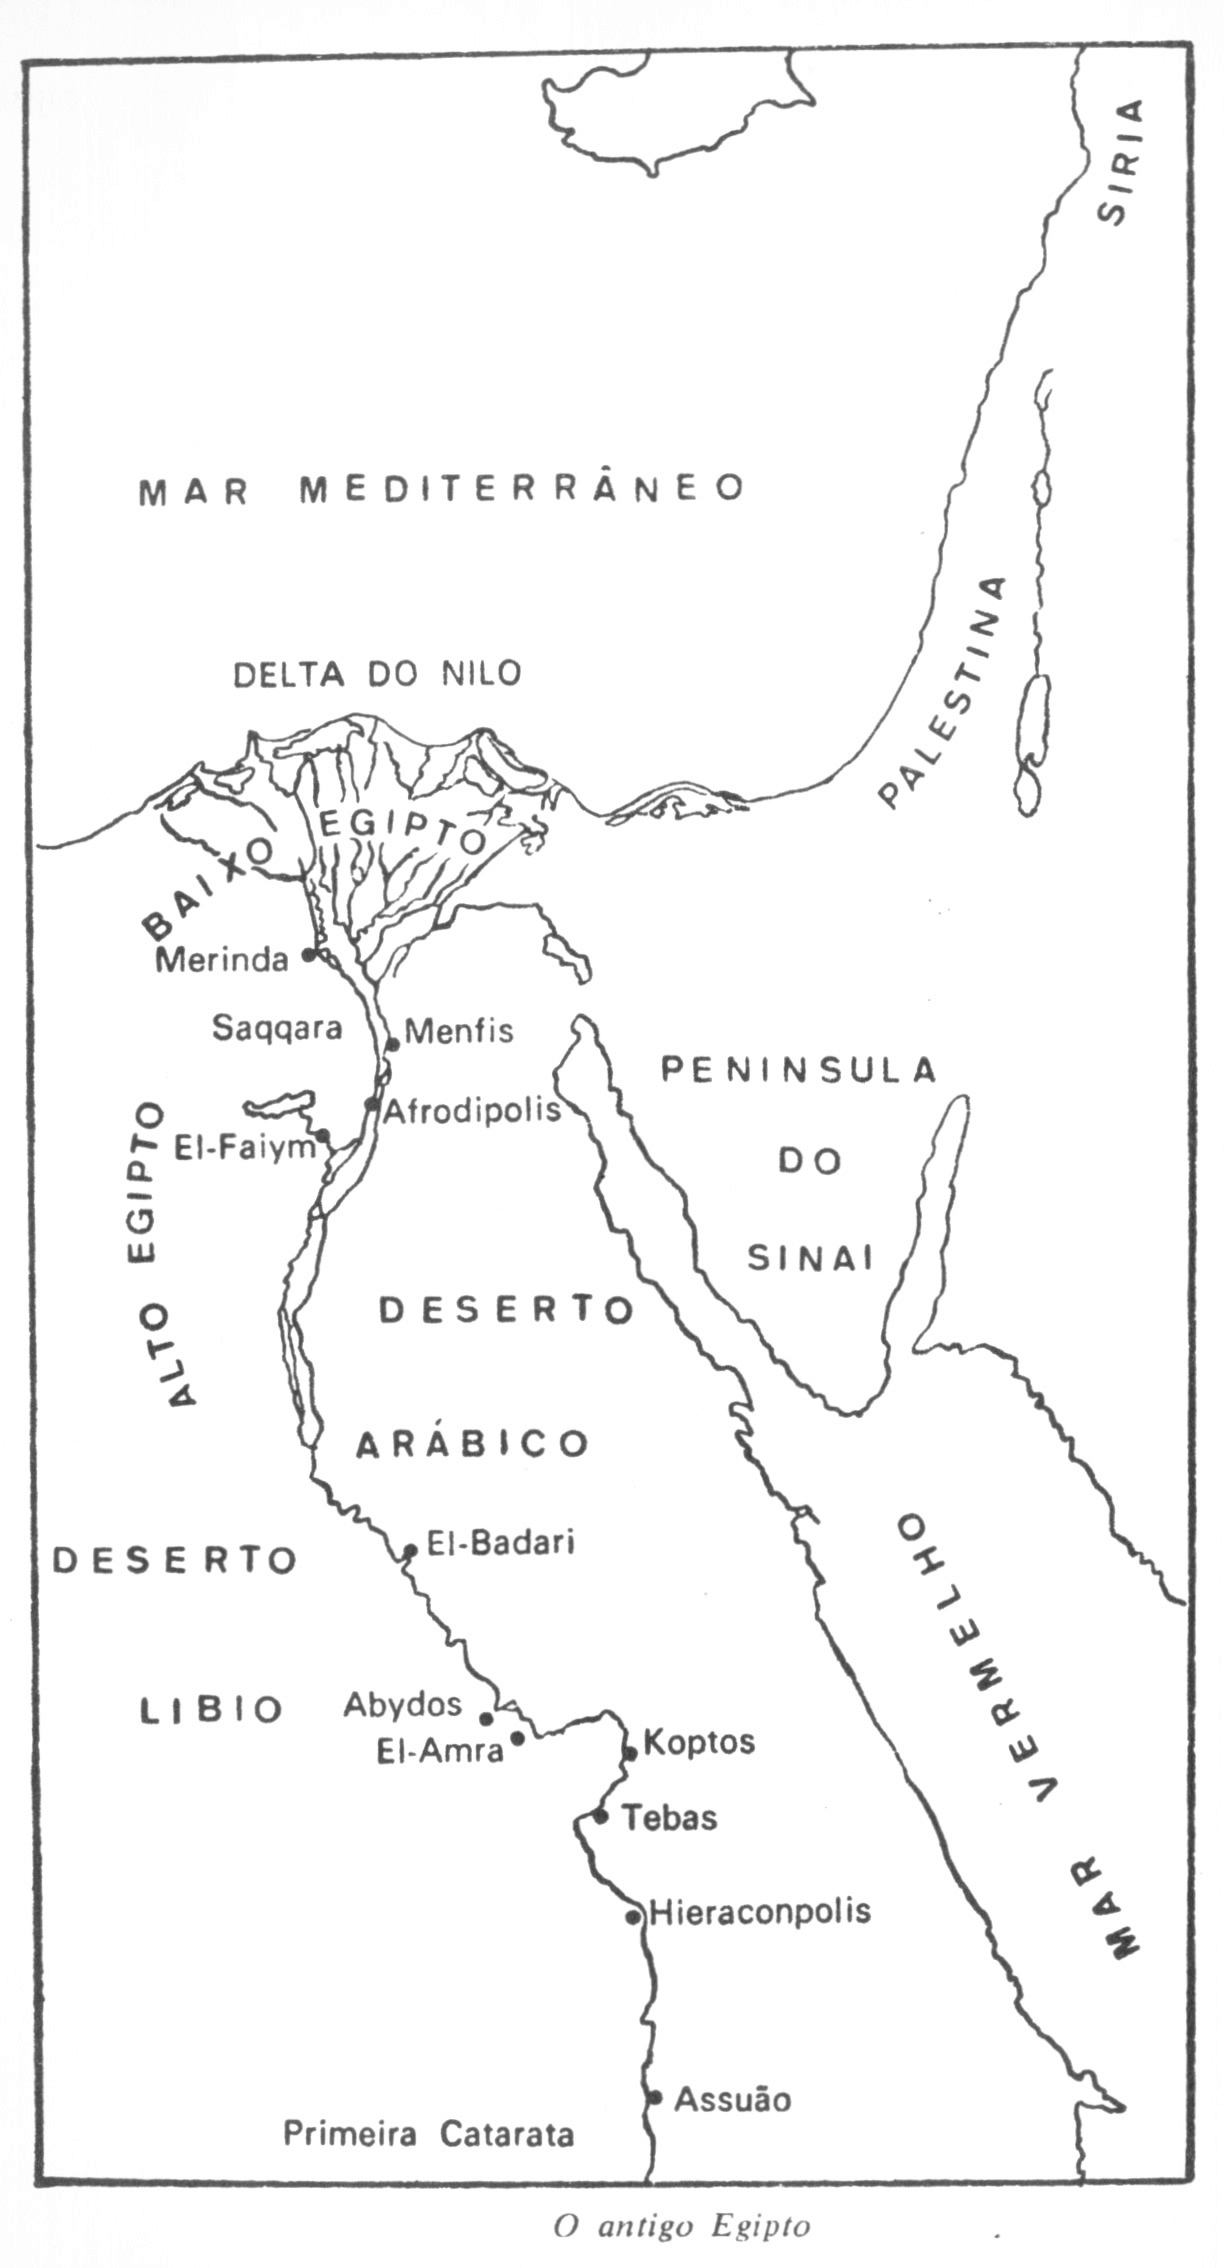 SIRIA
MAR MEDITERRÂNEO
PALESTINA
DELTA DO NILO
BAIXO EGIPTO
Merinda
Saqqara
Menfis
PENINSULA
DO
SINAI
Afrodipolis
El-Faiym
ALTO EGIPTO
DESERTO
ARÁBICO
El-Badari
DESERTO
LIBIO
MAR VERMELHO
Abydos
El-Amra
Koptos
Tebas
Hieraconpolis
Assuão
Primeira Catarata
O antigo Egipto